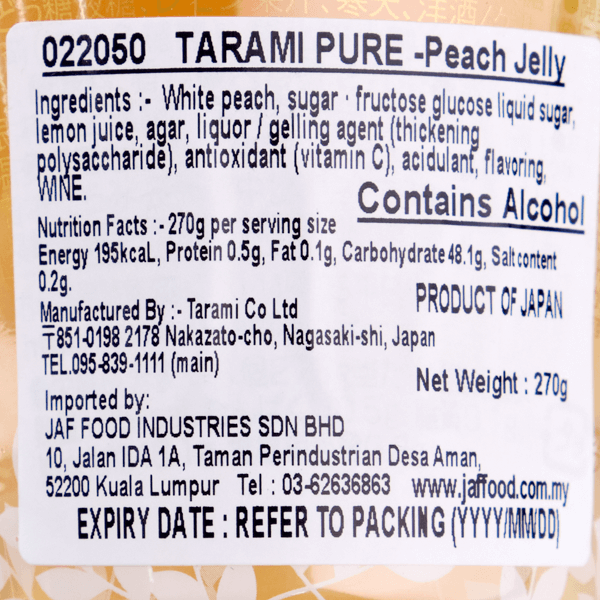 022050 TARAMI PURE -Peach Jelly
Ingredients :- White peach, sugar · fructose glucose liquid sugar,
lemon juice, agar, liquor / gelling agent (thickening
polysaccharide), antioxidant (vitamin C), acidulant, flavoring,
WINE.
Contains Alcohol
Nutrition Facts :- 270g per serving size
Energy 195kcaL, Protein 0.5g, Fat 0.1g, Carbohydrate 48.1g, Salt content
0.2g.
Manufactured By :- Tarami Co Ltd
PRODUCT OF JAPAN
〒851-0198 2178 Nakazato-cho, Nagasaki-shi, Japan
TEL.095-839-1111 (main)
Net Weight : 270g
Imported by:
JAF FOOD INDUSTRIES SDN BHD
10, Jalan IDA 1A, Taman Perindustrian Desa Aman,
52200 Kuala Lumpur Tel : 03-62636863 www.jaffood.com.my
EXPIRY DATE : REFER TO PACKING (YYYY/MM/DD)